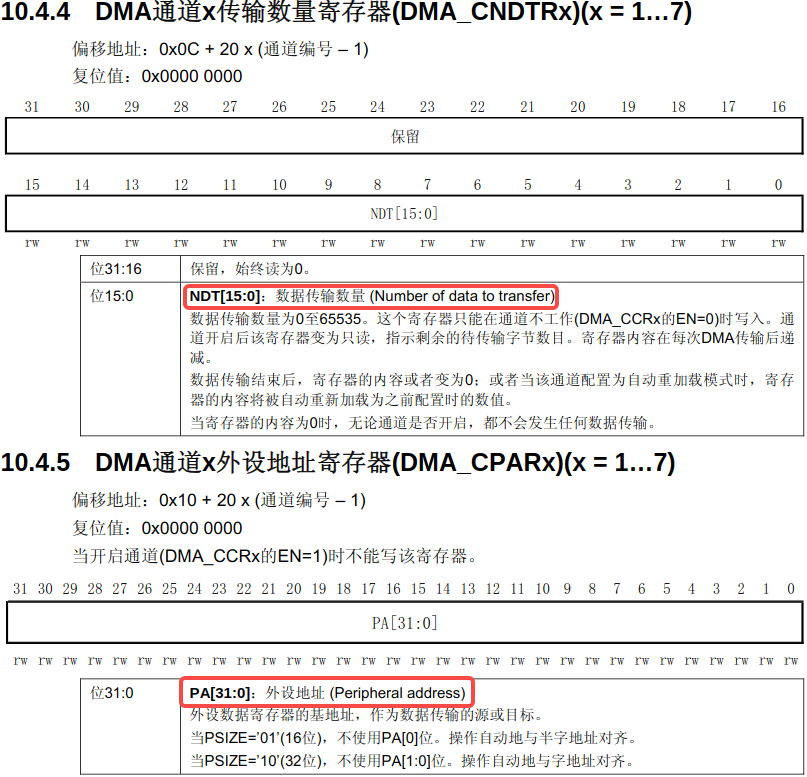 10.4.4 DMA通道x传输数量寄存器(DMA_CNDTRx)(x = 1…7)
偏移地址：0x0C + 20 x (通道编号 – 1)
复位值：0x0000 0000
31 30 29 28 27 26 25 24 23 22 21 20 19 18 17 16
保留
15 14 13 12 11 10 9 8 7 6 5 4 3 2 1 0
NDT[15:0]
rw rw rw rw rw rw rw rw rw rw rw rw rw rw rw rw
位31:16 保留，始终读为0。
位15:0 NDT[15:0]：数据传输数量 (Number of data to transfer)
数据传输数量为0至65535。这个寄存器只能在通道不工作(DMA_CCRx的EN=0)时写入。通
道开启后该寄存器变为只读，指示剩余的待传输字节数目。寄存器内容在每次DMA传输后递
减。
数据传输结束后，寄存器的内容或者变为0；或者当该通道配置为自动重加载模式时，寄存
器的内容将被自动重新加载为之前配置时的数值。
当寄存器的内容为0时，无论通道是否开启，都不会发生任何数据传输。
10.4.5 DMA通道x外设地址寄存器(DMA_CPARx)(x = 1…7)
偏移地址：0x10 + 20 x (通道编号 – 1)
复位值：0x0000 0000
当开启通道(DMA_CCRx的EN=1)时不能写该寄存器。
31 30 29 28 27 26 25 24 23 22 21 20 19 18 17 16 15 14 13 12 11 10 9 8 7 6 5 4 3 2 1 0
PA[31:0]
rw rw rw rw rw rw rw rw rw rw rw rw rw rw rw rw rw rw rw rw rw rw rw rw rw rw rw rw rw rw rw rw
位31:0 PA[31:0]：外设地址 (Peripheral address)
外设数据寄存器的基地址，作为数据传输的源或目标。
当PSIZE=’01’(16位)，不使用PA[0]位。操作自动地与半字地址对齐。
当PSIZE=’10’(32位)，不使用PA[1:0]位。操作自动地与字地址对齐。